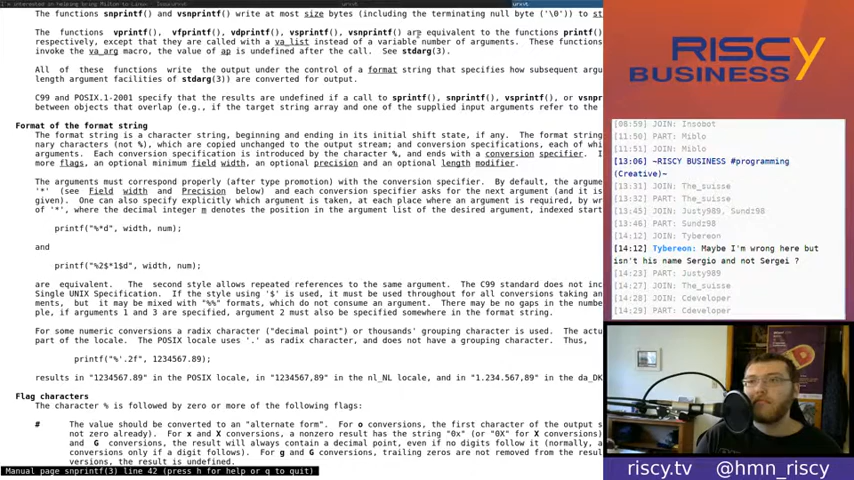 I'm interested in helping bring Milton to Linux
urxvt
urxvt
The functions snprintf() and vsnprintf() write at most size bytes (including the terminating null byte ('\0')) to st
The functions vprintf(), vfprintf(), vdprintf(), vsprintf(), vsnprintf() are equivalent to the functions printf()
respectively, except that they are called with a va_list instead of a variable number of arguments. These functions
invoke the va_arg macro, the value of ap is undefined after the call. See stdarg(3).
All of these functions write the output under the control of a format string that specifies how subsequent argu
length argument facilities of stdarg(3)) are converted for output.
C99 and POSIX.1-2001 specify that the results are undefined if a call to sprintf(), snprintf(), vsprintf(), or vsnpr
between objects that overlap (e.g., if the target string array and one of the supplied input arguments refer to the
Format of the format string
The format string is a character string, beginning and ending in its initial shift state, if any. The format string
nary characters (not %), which are copied unchanged to the output stream; and conversion specifications, each of whi
arguments. Each conversion specification is introduced by the character %, and ends with a conversion specifier. I
more flags, an optional minimum field width, an optional precision and an optional length modifier.
The arguments must correspond properly (after type promotion) with the conversion specifier. By default, the argume
'*' (see Field width and Precision below) and each conversion specifier asks for the next argument (and it is
given). One can also specify explicitly which argument is taken, at each place where an argument is required, by wr
of '*', where the decimal integer m denotes the position in the argument list of the desired argument, indexed start
printf("%*d", width, num);
and
printf("%2$*1$d", width, num);
are equivalent. The second style allows repeated references to the same argument. The C99 standard does not inc
Single UNIX Specification. If the style using '$' is used, it must be used throughout for all conversions taking an
ments, but it may be mixed with "%%" formats, which do not consume an argument. There may be no gaps in the numbe
ple, if arguments 1 and 3 are specified, argument 2 must also be specified somewhere in the format string.
For some numeric conversions a radix character ("decimal point") or thousands' grouping character is used. The actu
part of the locale. The POSIX locale uses '.' as radix character, and does not have a grouping character. Thus,
printf("%'.2f", 1234567.89);
results in "1234567.89" in the POSIX locale, in "1234567,89" in the nl_NL locale, and in "1.234.567,89" in the da_DK
Flag characters
The character % is followed by zero or more of the following flags:
# The value should be converted to an "alternate form". For o conversions, the first character of the output s
not zero already). For x and X conversions, a nonzero result has the string "0x" (or "0X" for X conversions)
and G conversions, the result will always contain a decimal point, even if no digits follow it (normally, a
conversions only if a digit follows). For g and G conversions, trailing zeros are not removed from the resul
versions, the result is undefined.
Manual page snprintf(3) line 42 (press h for help or q to quit)
RISCY
BUSINESS
[08:59] JOIN: Insobot
[11:50] PART: Miblo
[11:51] JOIN: Miblo
[13:06] ~RISCY BUSINESS #programming
(Creative)~
[13:31] JOIN: The_suisse
[13:32] PART: The_suisse
[13:45] JOIN: Justy989, Sundz98
[13:46] PART: Sundz98
[14:12] JOIN: Tybereon
[14:12] Tybereon: Maybe I'm wrong here but
isn't his name Sergio and not Sergei ?
[14:23] PART: Justy989
[14:27] JOIN: The_suisse
[14:28] JOIN: Cdeveloper
[14:29] PART: Cdeveloper
riscy.tv @hmn_riscy